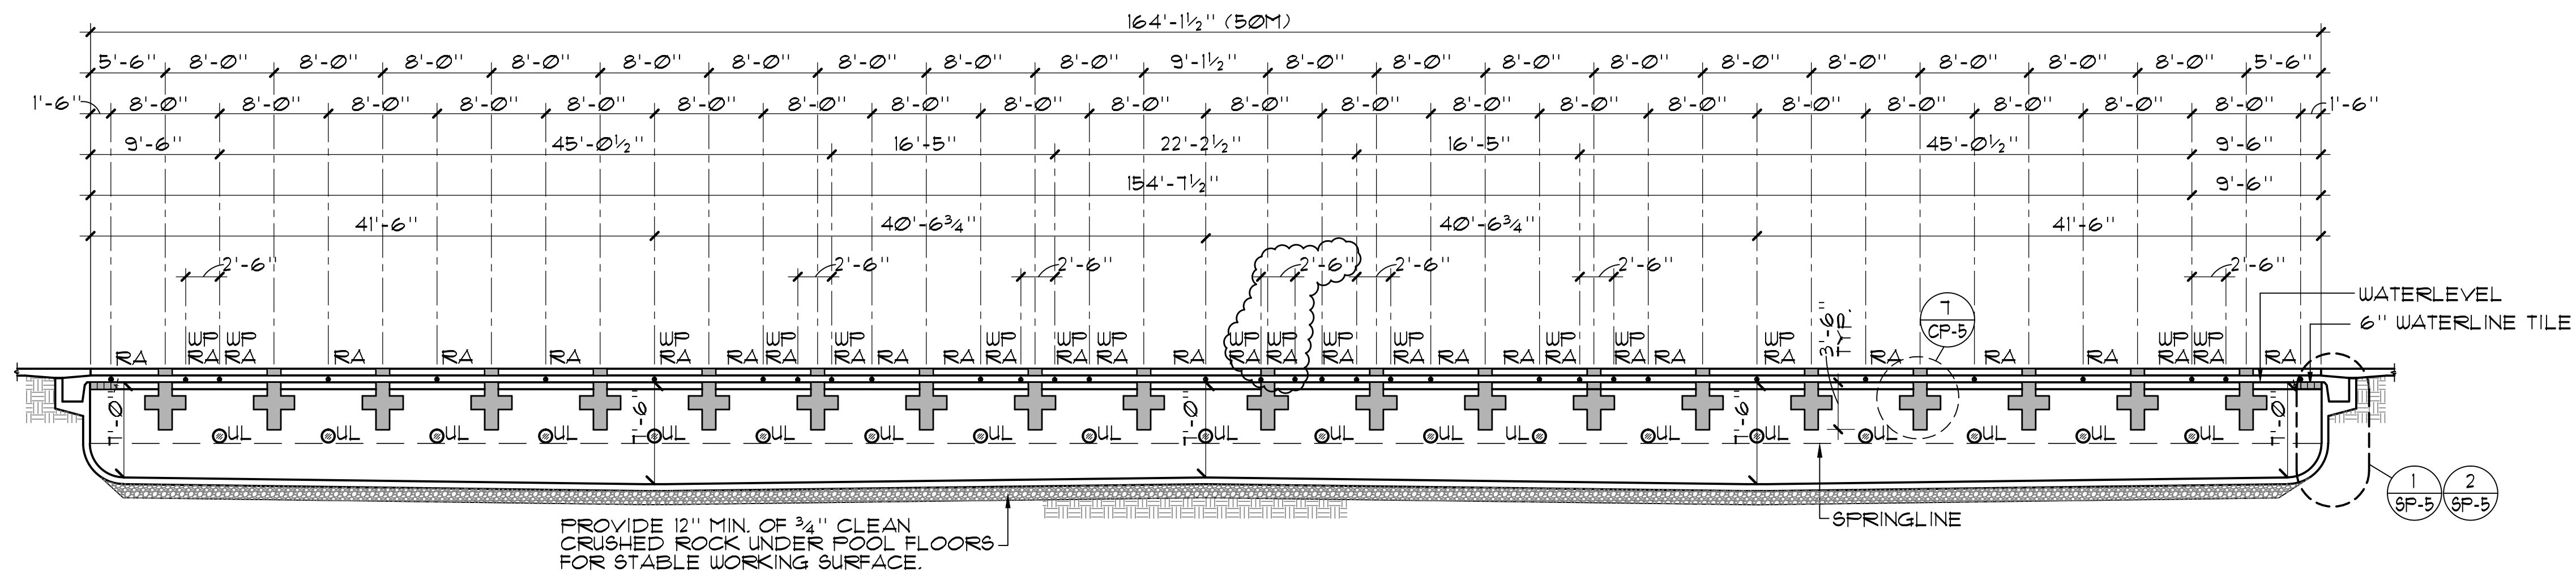 164'-1½" (50M)
5'-6" 8'-0" 8'-0" 8'-0" 8'-0" 8'-0" 8'-0" 8'-0" 8'-0" 8'-0" 9'-1½" 8'-0" 8'-0" 8'-0" 8'-0" 8'-0" 8'-0" 8'-0" 8'-0" 8'-0" 5'-6"
1'-6" 8'-0" 8'-0" 8'-0" 8'-0" 8'-0" 8'-0" 8'-0" 8'-0" 8'-0" 8'-0" 8'-0" 8'-0" 8'-0" 8'-0" 8'-0" 8'-0" 8'-0" 8'-0" 8'-0" 8'-0" 1'-6"
9'-6" 45'-0½" 16'-5" 22'-2½" 16'-5" 45'-0½" 9'-6"
154'-7½" 9'-6"
41'-6" 40'-6¾" 40'-6¾" 41'-6"
2'-6" 2'-6" 2'-6" 2'-6" 2'-6" 2'-6" 2'-6"
WATERLEVEL
6" WATERLINE TILE
7
CP-5
3'-6"
TYP.
WP WP WP WP WP WP WP WP WP WP WP WP WP WP WP WP WP
RA RA RA RA RA RA RA RA RA RA RA RA RA RA RA RA RA RA RA RA RA RA RA RA RA RA RA RA RA RA RA RA
7'-0" 7'-6" 7'-0" 7'-6" 7'-0"
UL UL UL UL UL UL UL UL UL UL UL UL UL UL UL UL UL UL UL
1
SP-5
2
SP-5
SPRINGLINE
PROVIDE 12" MIN. OF ¾" CLEAN
CRUSHED ROCK UNDER POOL FLOORS
FOR STABLE WORKING SURFACE.